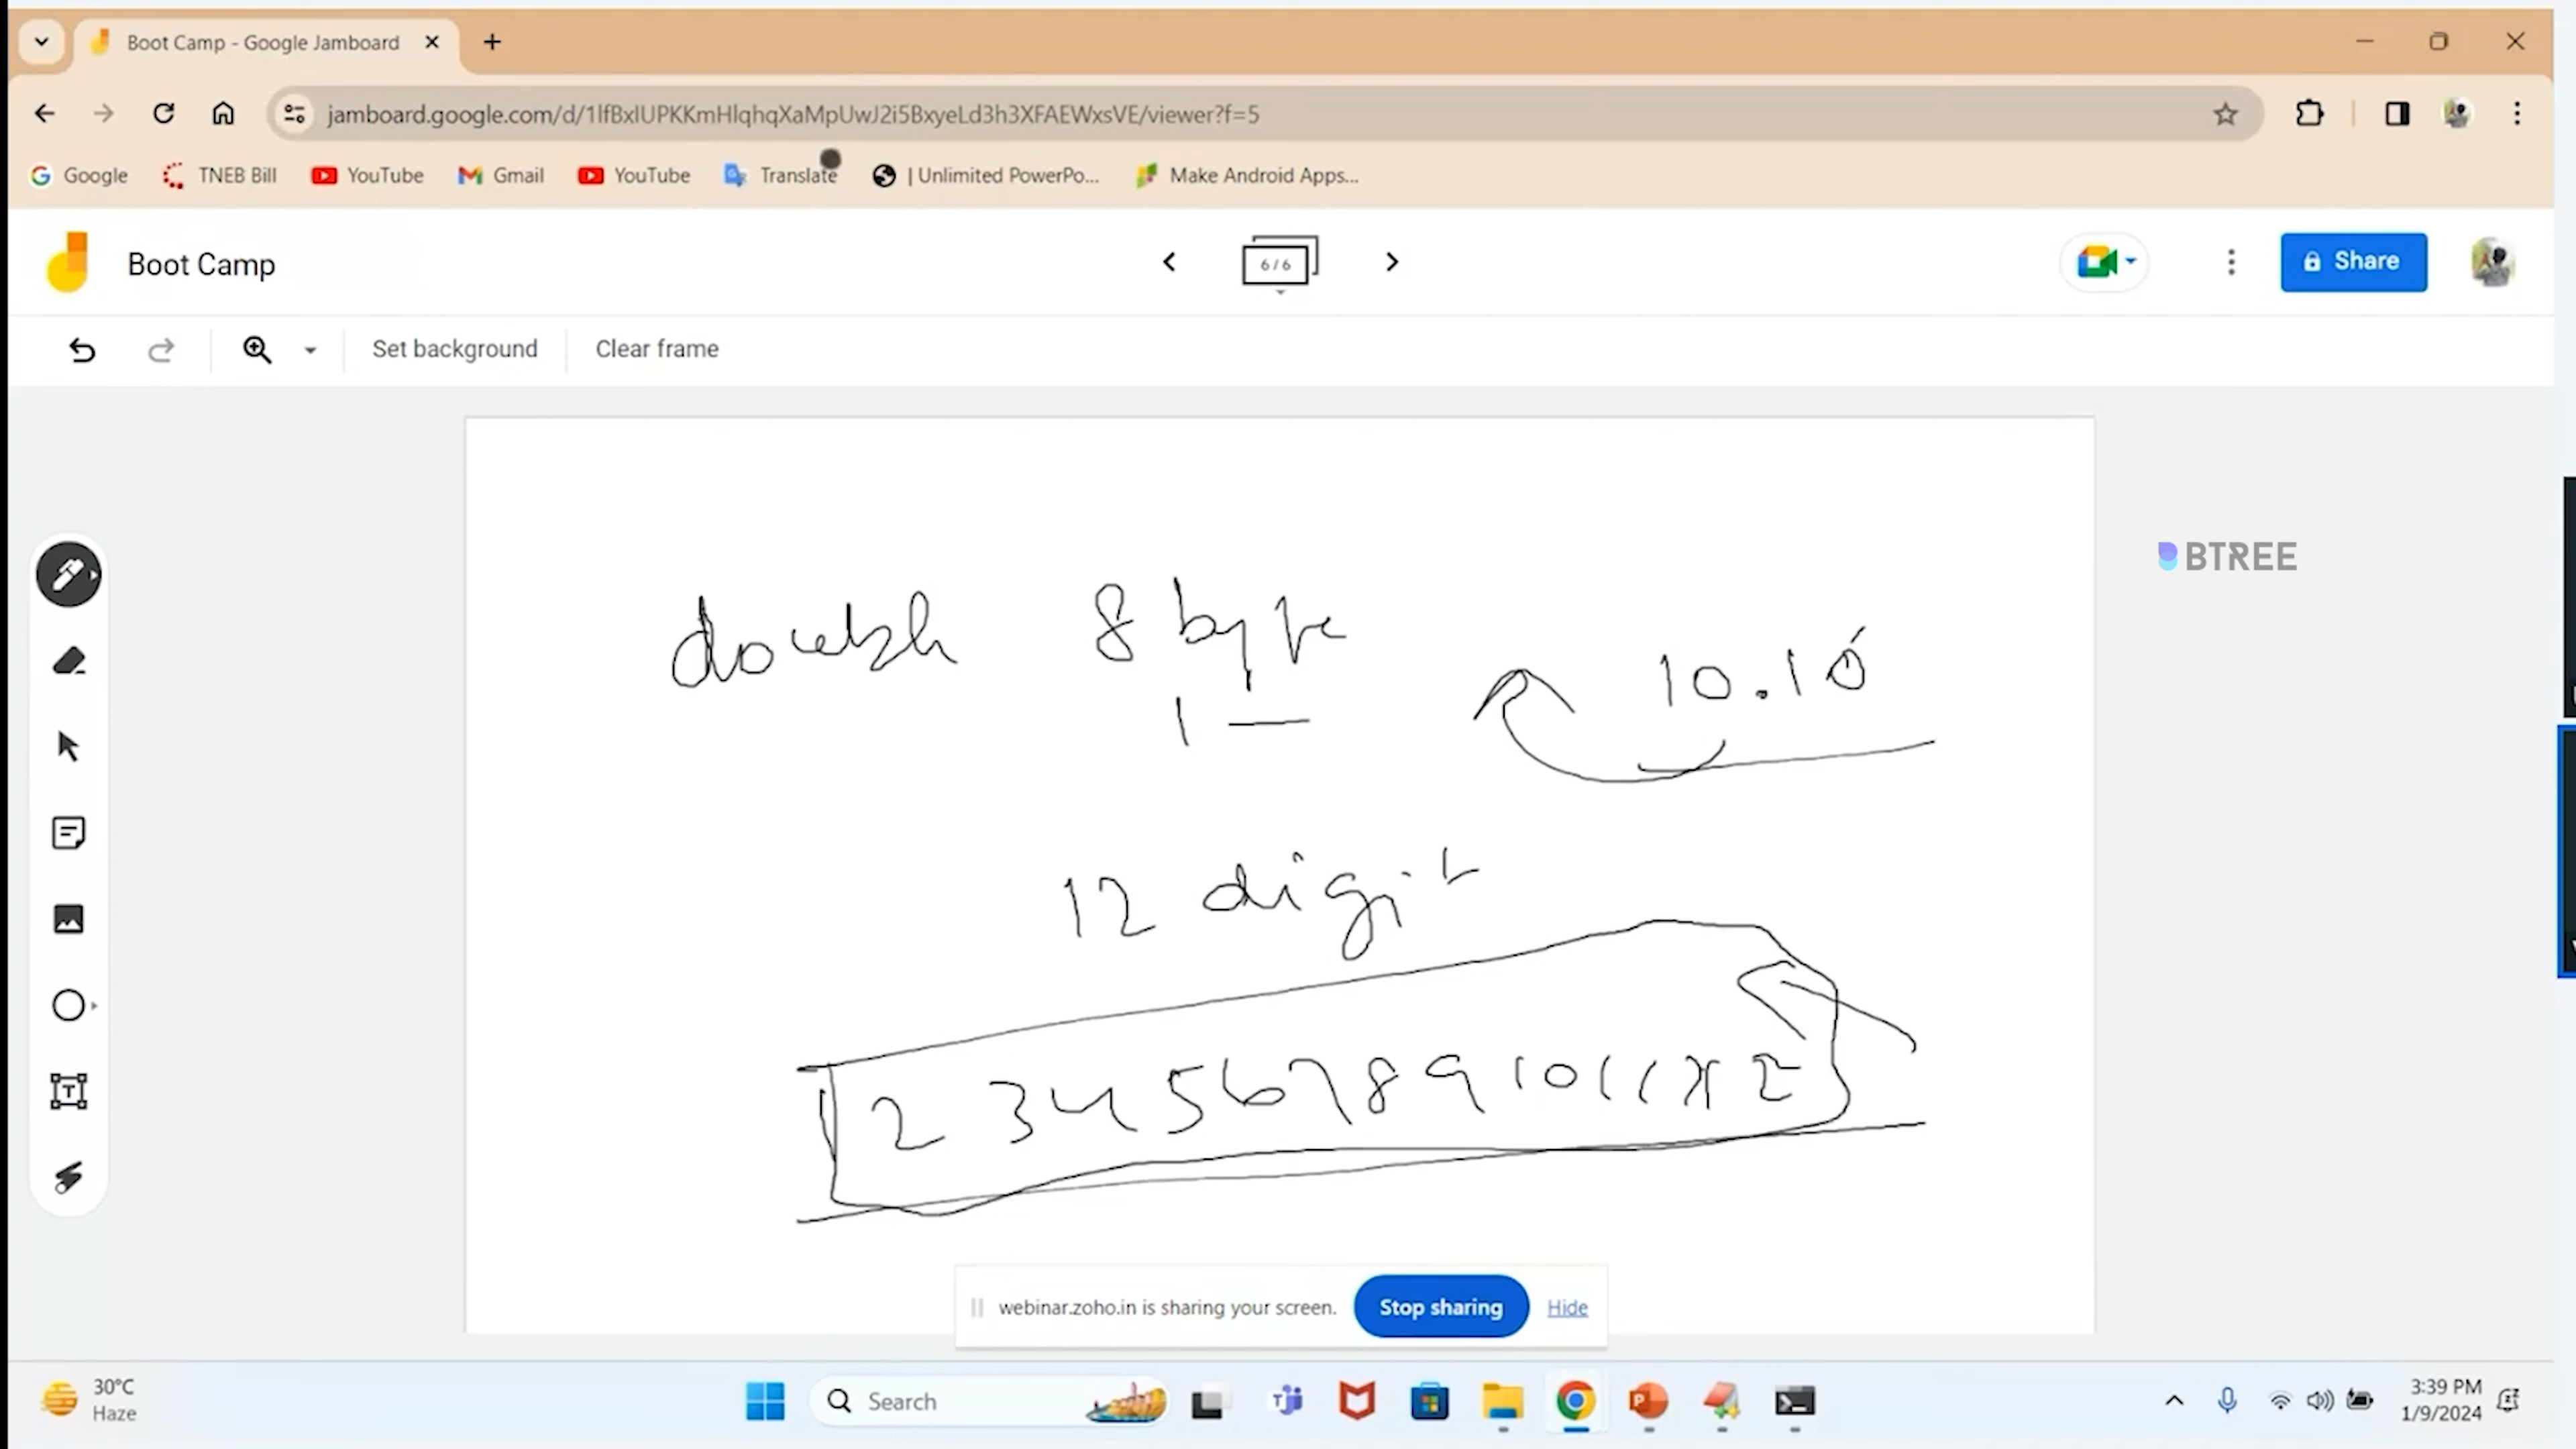 Boot Camp - Google Jamboard
jamboard.google.com/d/1lfBxIUPKKmHlqhqXaMpUwJ2i5BxyeLd3h3XFAEWxsVE/viewer?f=5
Google TNEB Bill YouTube Gmail YouTube Translate | Unlimited PowerPo... Make Android Apps...
Boot Camp
6/6
Share
Set background Clear frame
BTREE
double 8 byte
10.10
1
12 digit
1 2 3 4 5 6 7 8 9 10 11 2
webinar.zoho.in is sharing your screen. Stop sharing Hide
30°C
Haze
Search
3:39 PM
1/9/2024